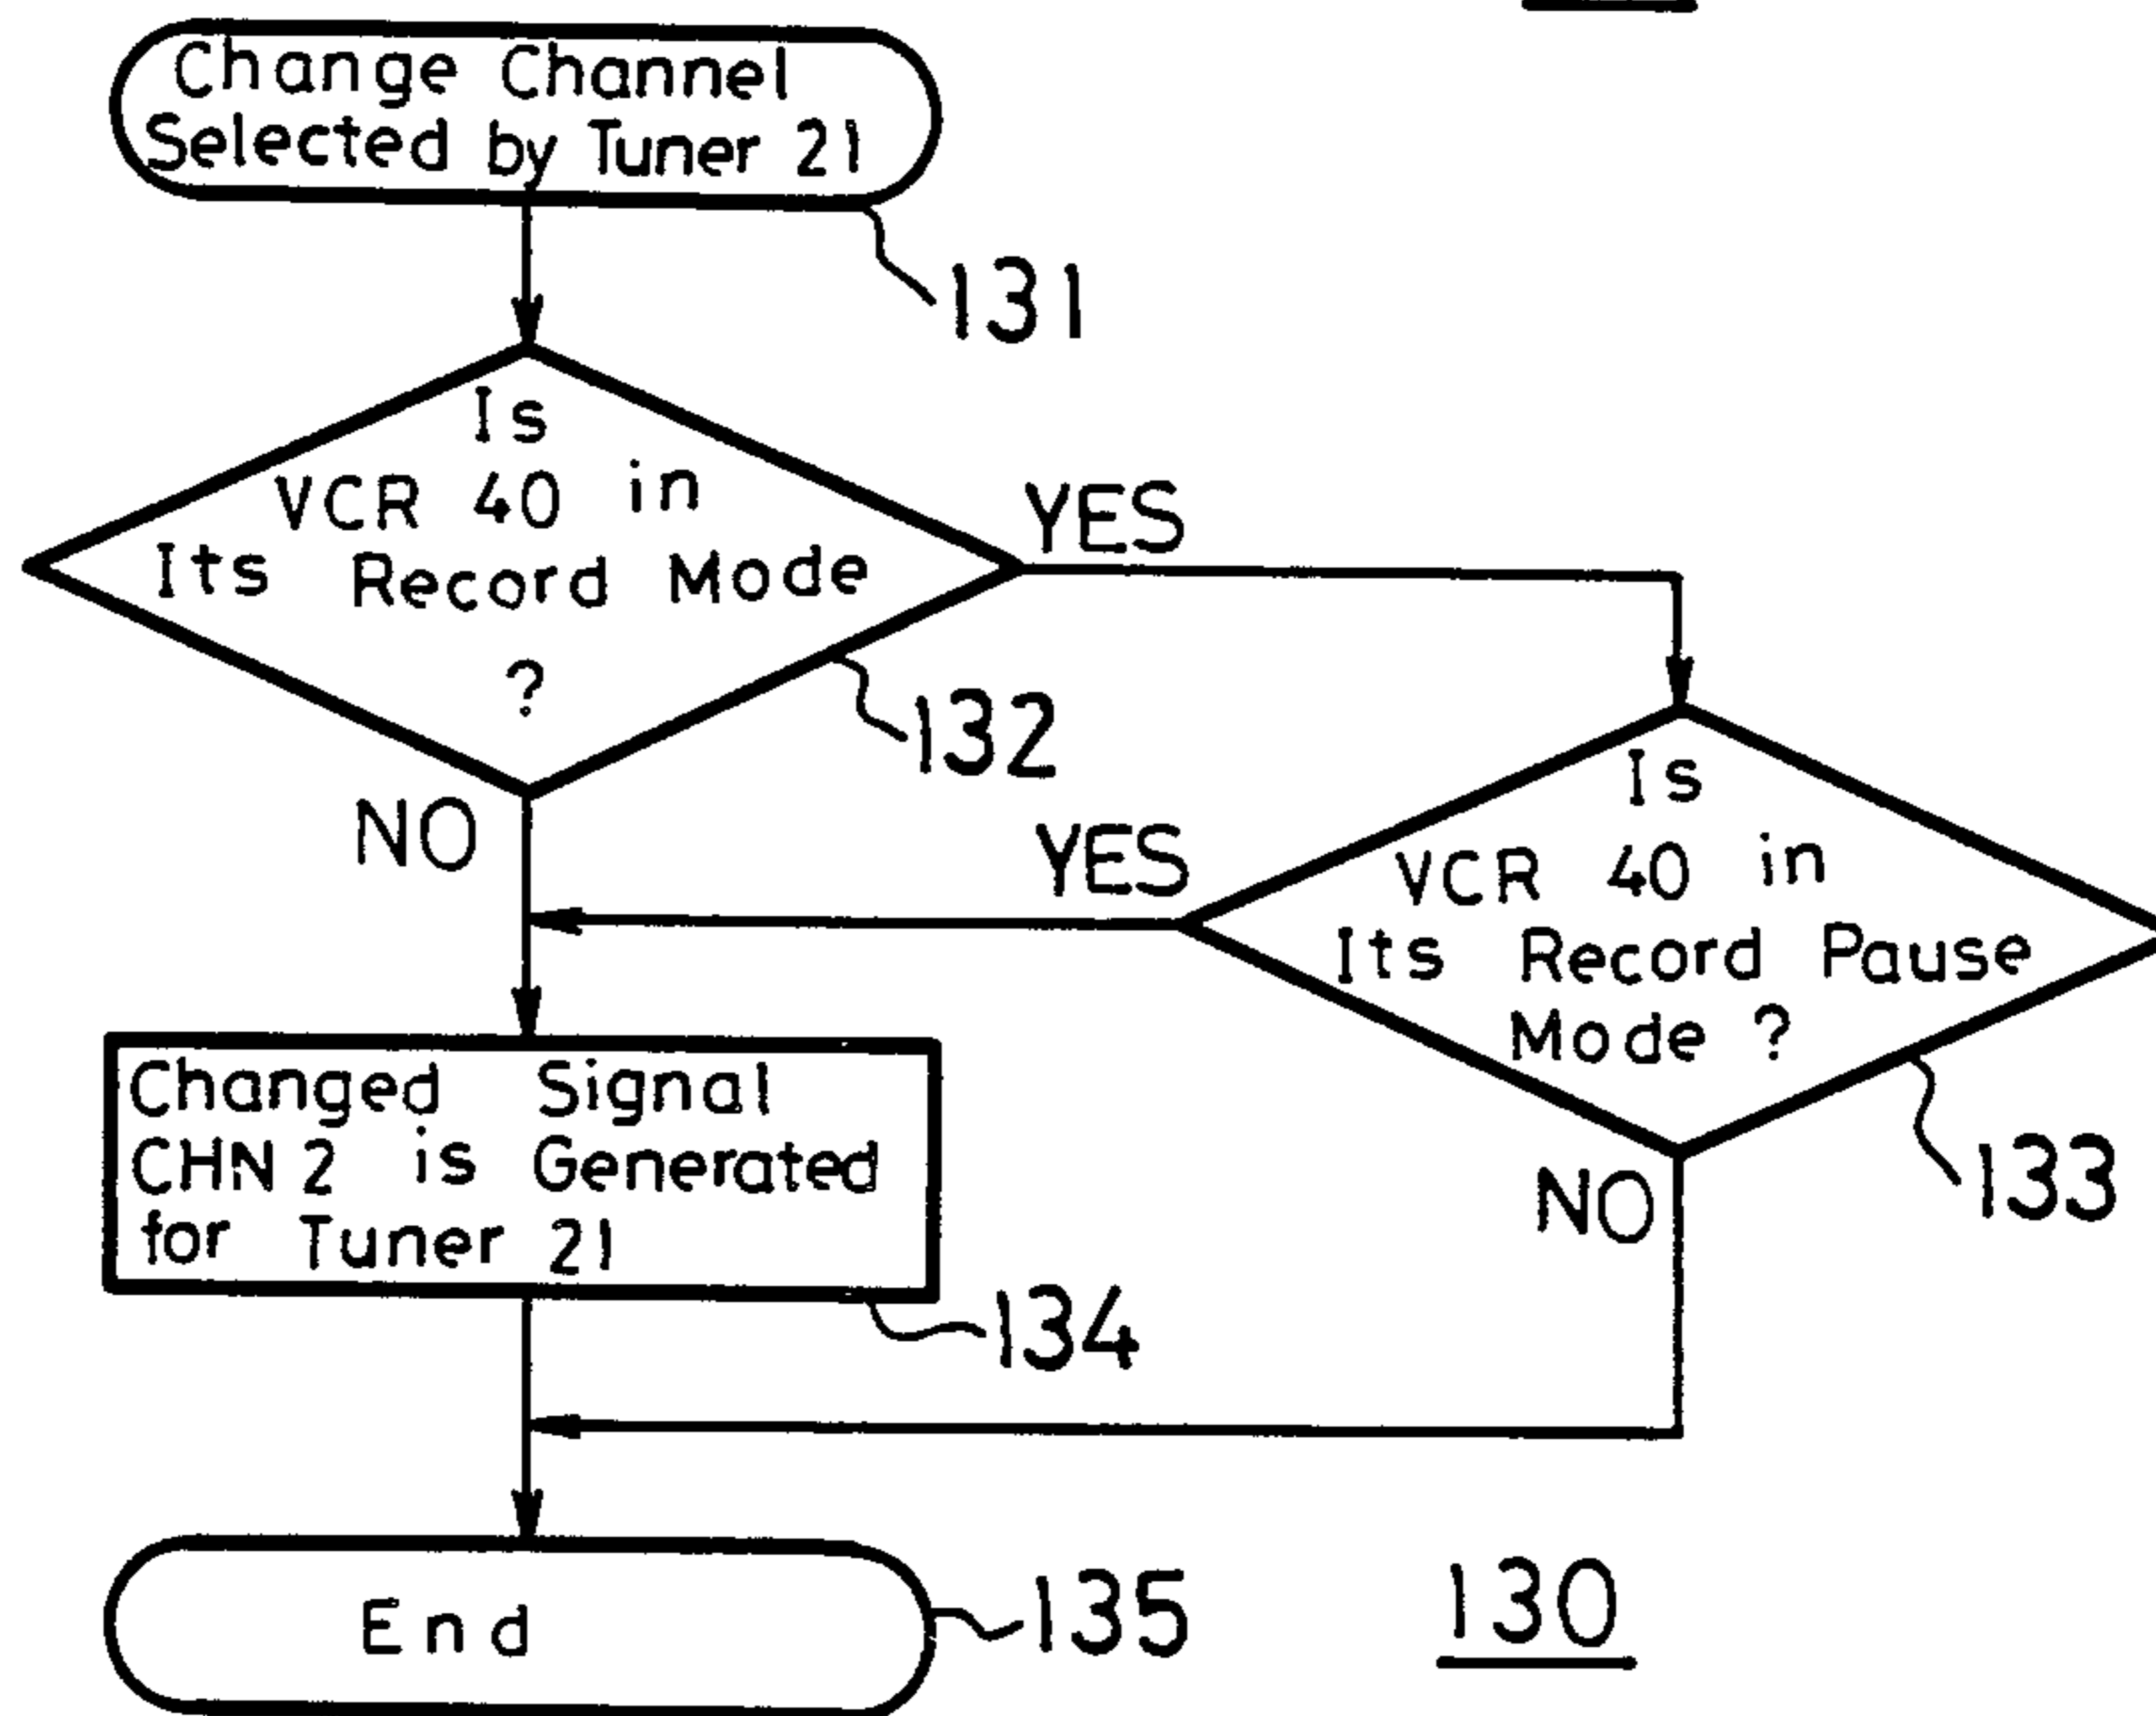 Change Channel
Selected by Tuner 21
131
Is
VCR 40 in
Its Record Mode
?
YES
132
NO
Is
VCR 40 in
Its Record Pause
Mode ?
YES
133
NO
Changed Signal
CHN 2 is Generated
for Tuner 21
134
End
135
130